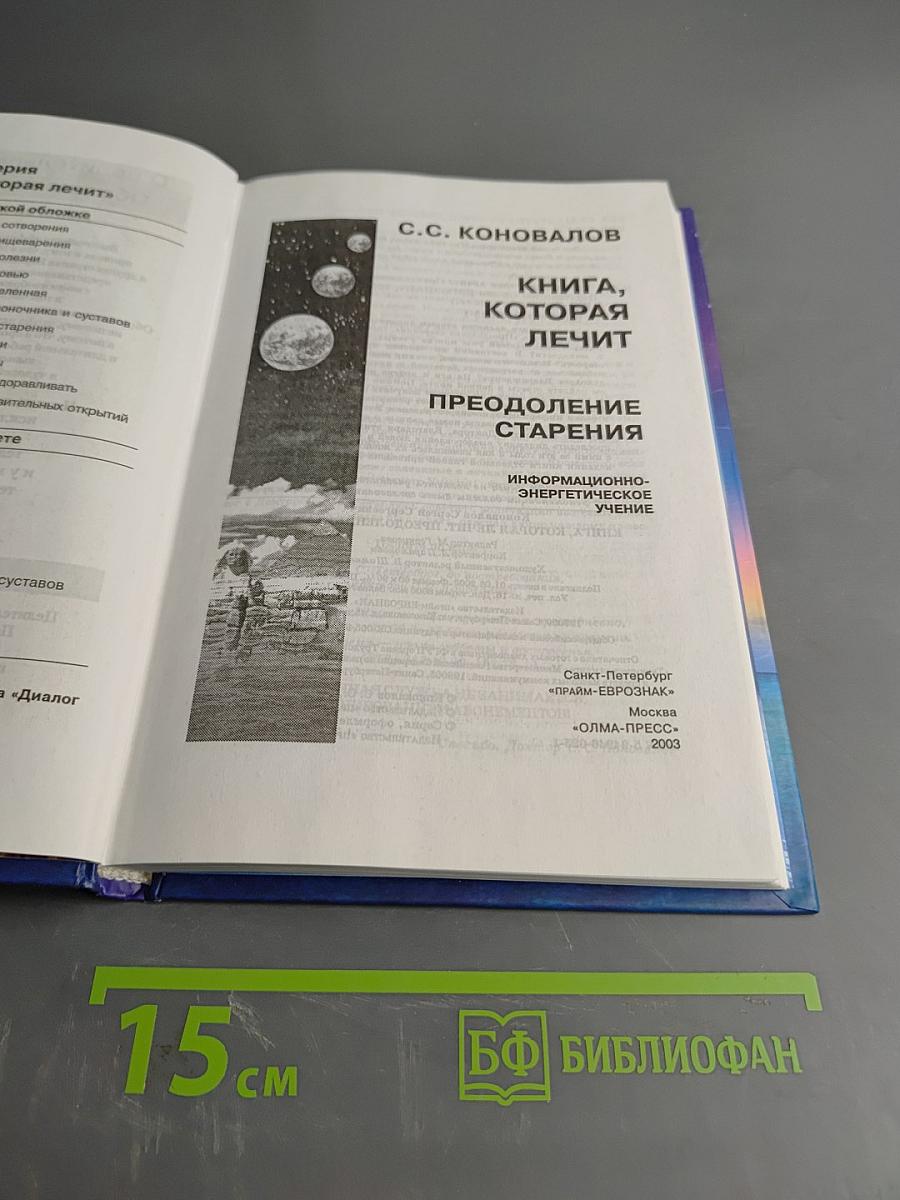 ерия
орая лечит»
кой обложке
сотворения
ищеварения
олезни
овью
еленная
воночника и суставов
старения
и
доравливать
вительных открытий
ете
суставов
а «Диалог
С.С. КОНОВАЛОВ
КНИГА,
КОТОРАЯ
ЛЕЧИТ
ПРЕОДОЛЕНИЕ
СТАРЕНИЯ
ИНФОРМАЦИОННО-
ЭНЕРГЕТИЧЕСКОЕ
УЧЕНИЕ
Санкт-Петербург
«ПРАЙМ-ЕВРОЗНАК»
Москва
«ОЛМА-ПРЕСС»
2003
15 см
БФ БИБЛИОФАН